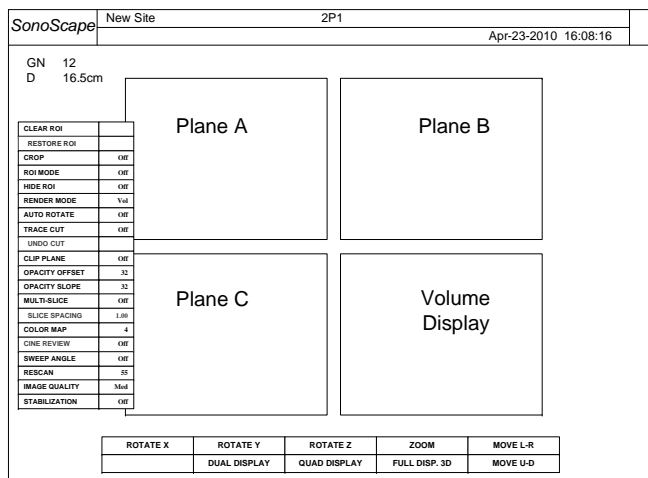 SonoScape New Site 2P1
Apr-23-2010 16:08:16
GN 12
D 16.5cm
Plane A
Plane B
CLEAR ROI
RESTORE ROI
CROP Off
ROI MODE Off
HIDE ROI Off
RENDER MODE Vol
AUTO ROTATE Off
TRACE CUT Off
UNDO CUT
CLIP PLANE Off
OPACITY OFFSET 32
OPACITY SLOPE 32
MULTI-SLICE Off
SLICE SPACING 1.00
COLOR MAP 4
CINE REVIEW Off
SWEEP ANGLE Off
RESCAN 55
IMAGE QUALITY Med
STABILIZATION Off
Plane C
Volume
Display
ROTATE X ROTATE Y ROTATE Z ZOOM MOVE L-R
DUAL DISPLAY QUAD DISPLAY FULL DISP. 3D MOVE U-D